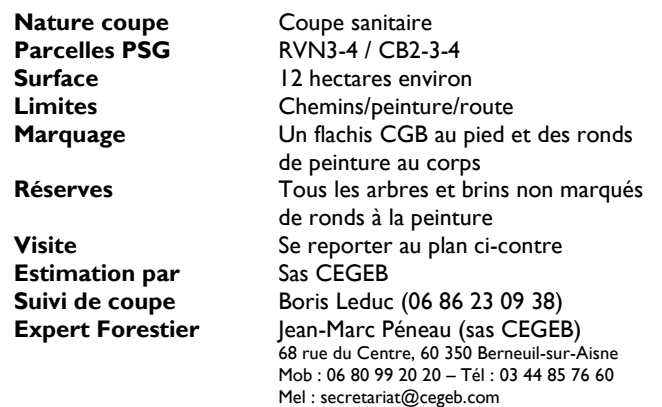 Nature coupe Coupe sanitaire
Parcelles PSG RVN3-4 / CB2-3-4
Surface 12 hectares environ
Limites Chemins/peinture/route
Marquage Un flachis CGB au pied et des ronds
de peinture au corps
Réserves Tous les arbres et brins non marqués
de ronds à la peinture
Visite Se reporter au plan ci-contre
Estimation par Sas CEGEB
Suivi de coupe Boris Leduc (06 86 23 09 38)
Expert Forestier Jean-Marc Péneau (sas CEGEB)
68 rue du Centre, 60 350 Berneuil-sur-Aisne
Mob : 06 80 99 20 20 – Tél : 03 44 85 76 60
Mel : secretariat@cegeb.com